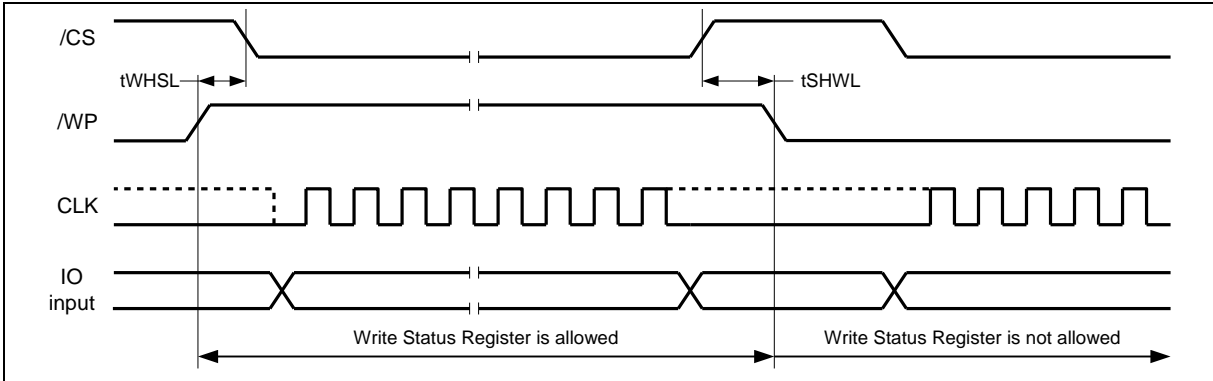 /CS
tWHSL
tSHWL
/WP
CLK
IO
input
Write Status Register is allowed
Write Status Register is not allowed